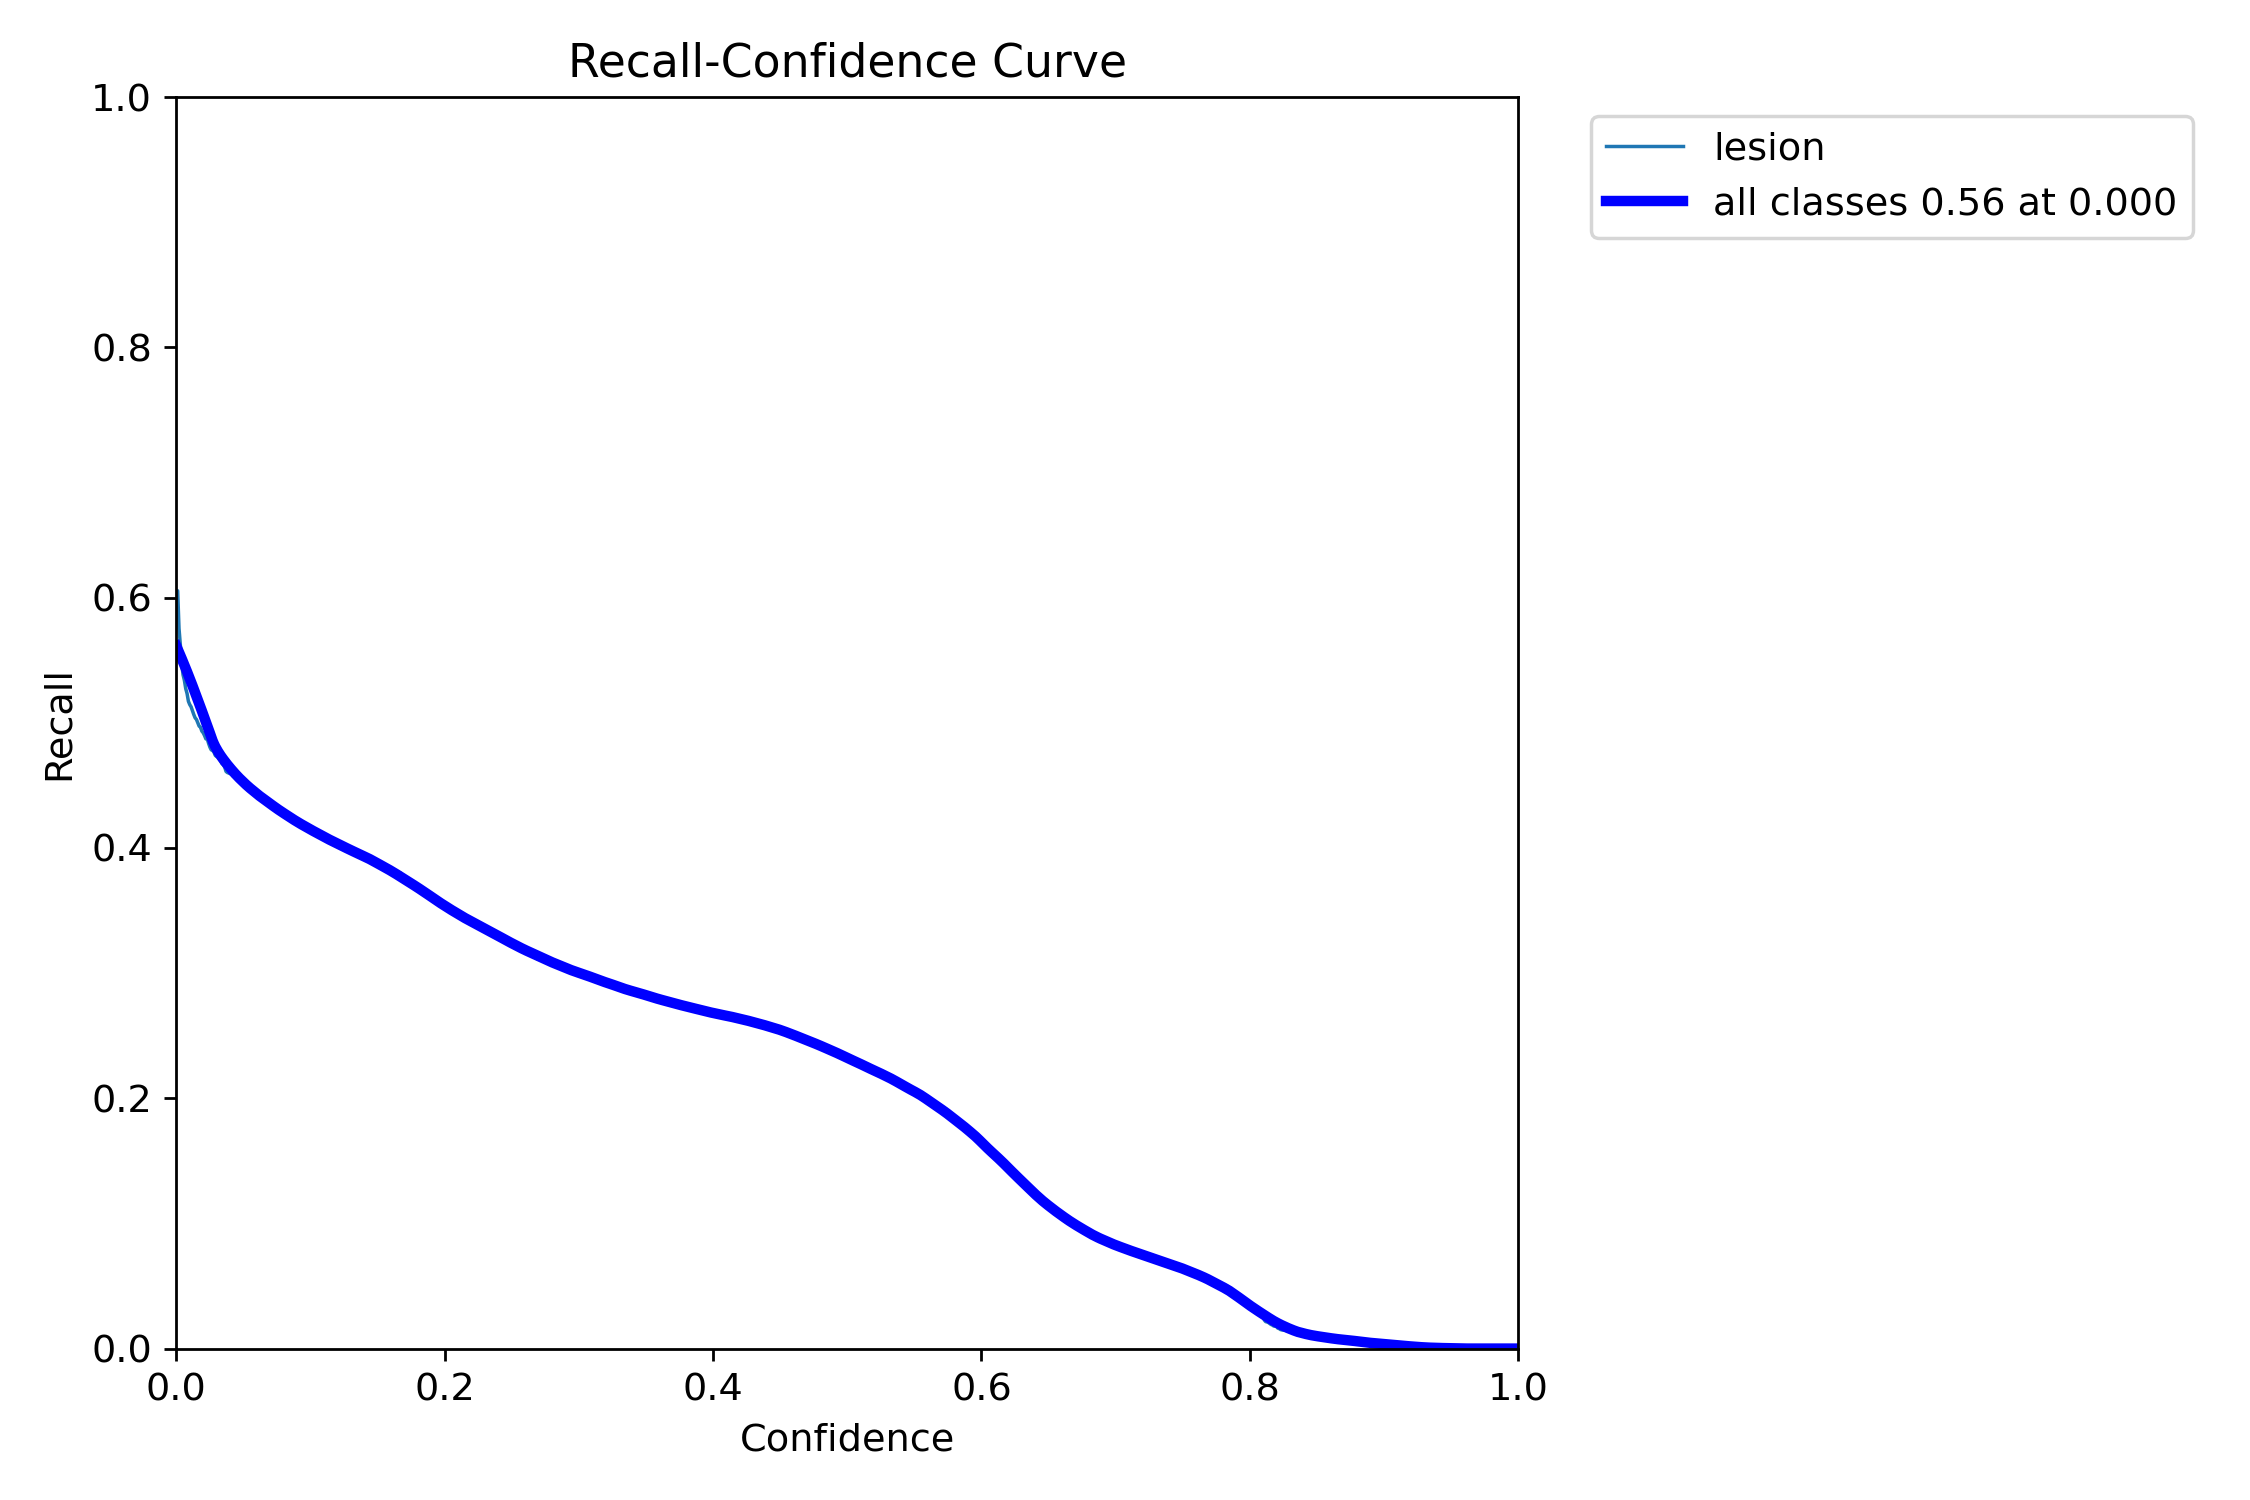 Recall-Confidence Curve
1.0
0.8
0.6
0.4
0.2
0.0
Recall
0.0 0.2 0.4 0.6 0.8 1.0
Confidence
lesion
all classes 0.56 at 0.000